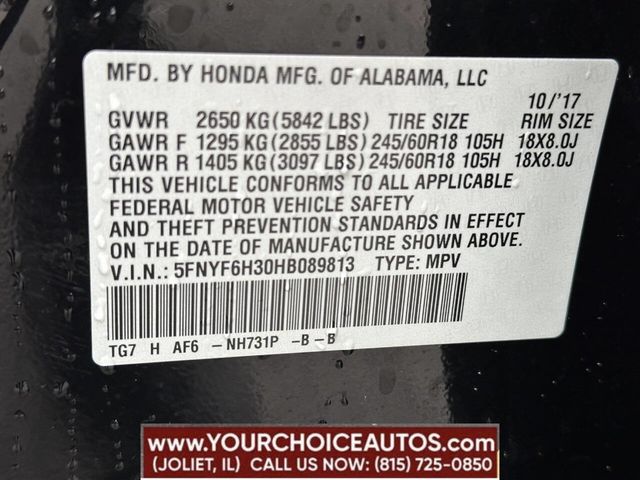 MFD. BY HONDA MFG. OF ALABAMA, LLC
10/'17
GVWR 2650 KG (5842 LBS) TIRE SIZE RIM SIZE
GAWR F 1295 KG (2855 LBS) 245/60R18 105H 18X8.0J
GAWR R 1405 KG (3097 LBS) 245/60R18 105H 18X8.0J
THIS VEHICLE CONFORMS TO ALL APPLICABLE
FEDERAL MOTOR VEHICLE SAFETY
AND THEFT PREVENTION STANDARDS IN EFFECT
ON THE DATE OF MANUFACTURE SHOWN ABOVE.
V.I.N.: 5FNYF6H30HB089813 TYPE: MPV
TG7 H AF6 -NH731P -B-B
WWW.YOURCHOICEAUTOS.COM
(JOLIET, IL) CALL US NOW: (815) 725-0850